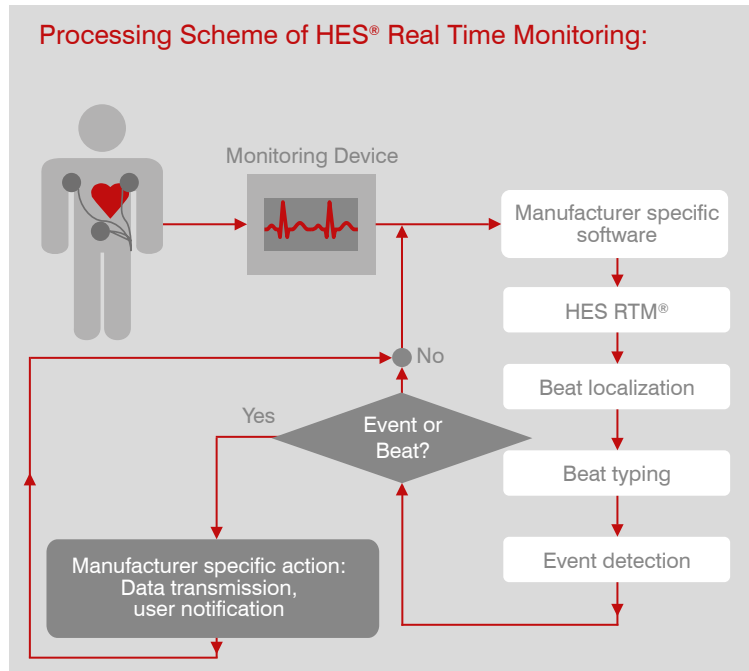 Processing Scheme of HES® Real Time Monitoring:
Monitoring Device
Manufacturer specific
software
HES RTM®
No
Beat localization
Yes
Event or
Beat?
Beat typing
Event detection
Manufacturer specific action:
Data transmission,
user notification